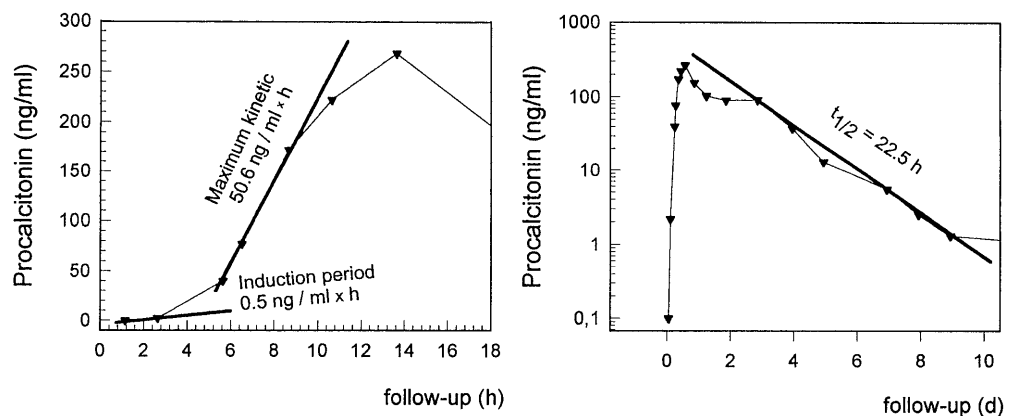 Procalcitonin (ng/ml)
300
250
200
150
100
50
0
Maximum kinetic
50.6 ng / ml x h
Induction period
0.5 ng / ml x h
0 2 4 6 8 10 12 14 16 18
follow-up (h)
Procalcitonin (ng/ml)
1000
100
10
1
0,1
t1/2 = 22.5 h
0 2 4 6 8 10
follow-up (d)